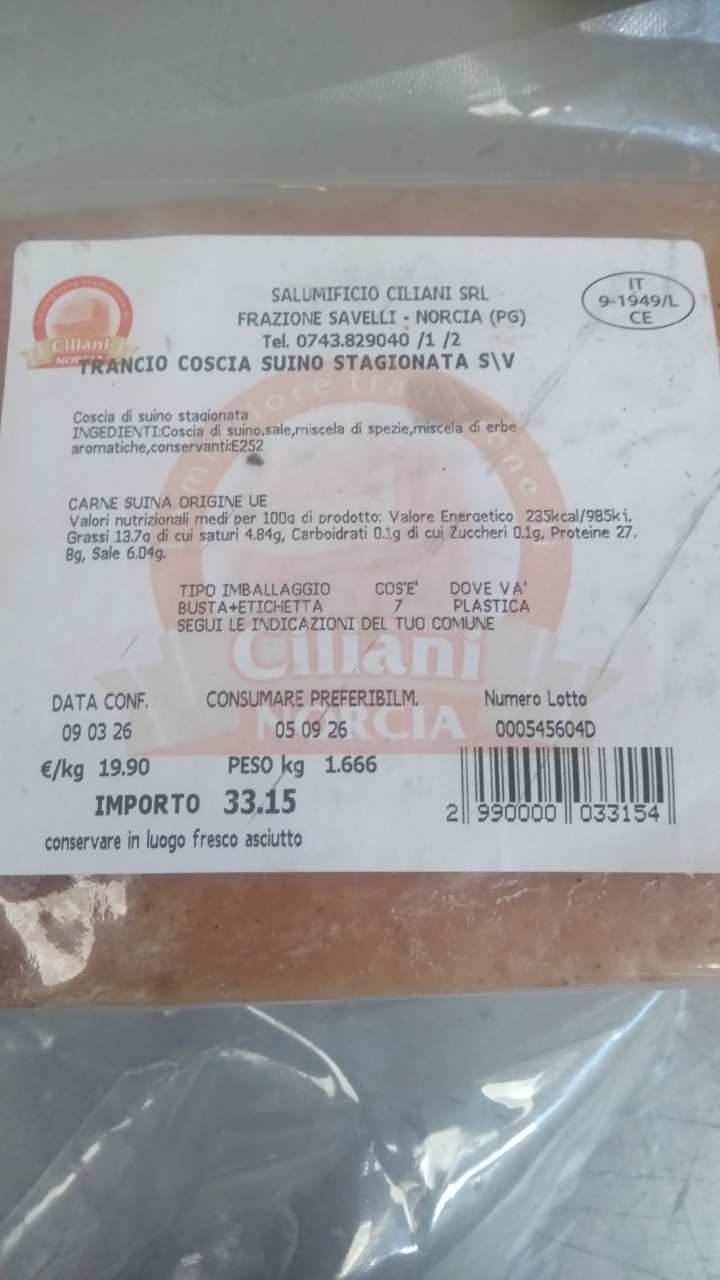 SALUMIFICIO CILIANI SRL
FRAZIONE SAVELLI - NORCIA (PG)
Tel. 0743.829040 /1 /2
IT
9-1949/L
CE
Ciliani
NORCIA
TRANCIO COSCIA SUINO STAGIONATA S\V
Coscia di suino stagionata
INGEDIENTI:Coscia di suino,sale,miscela di spezie,miscela di erbe
aromatiche,conservanti:E252
CARNE SUINA ORIGINE UE
Valori nutrizionali medi per 100g di prodotto: Valore Energetico 235kcal/985kj.
Grassi 13.7g di cui saturi 4.84g, Carboidrati 0.1g di cui Zuccheri 0.1g, Proteine 27.
8g, Sale 6.04g.
TIPO IMBALLAGGIO COS'E' DOVE VA'
BUSTA+ETICHETTA 7 PLASTICA
SEGUI LE INDICAZIONI DEL TUO COMUNE
Ciliani
NORCIA
DATA CONF. CONSUMARE PREFERIBILM. Numero Lotto
09 03 26 05 09 26 000545604D
€/kg 19.90 PESO kg 1.666
IMPORTO 33.15
2 990000 033154
conservare in luogo fresco asciutto